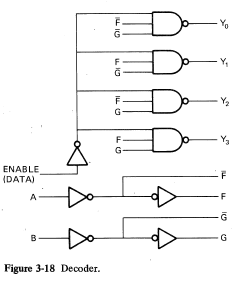 F̅
G̅
Y₀
F
G̅
Y₁
F̅
G
Y₂
F
G
Y₃
ENABLE
(DATA)
F̅
A
F
G̅
B
G
Figure 3-18 Decoder.